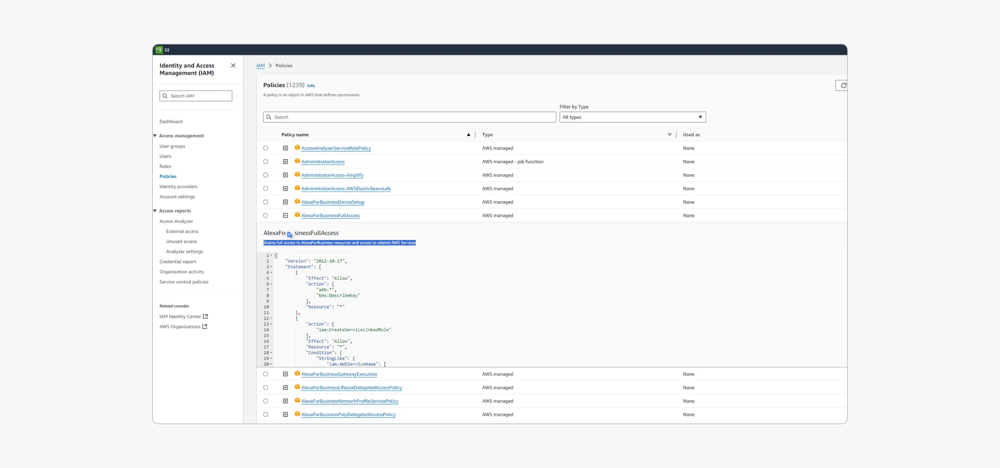 S3
Identity and Access
Management (IAM)
Search IAM
Dashboard
Access management
User groups
Users
Roles
Policies
Identity providers
Account settings
Access reports
Access Analyzer
External access
Unused access
Analyzer settings
Credential report
Organization activity
Service control policies
Related consoles
IAM Identity Center
AWS Organizations
IAM > Policies
Policies (1239) Info
A policy is an object in AWS that defines permissions.
Filter by Type
Search
All types
Policy name Type Used as
AccessAnalyzerServiceRolePolicy AWS managed None
AdministratorAccess AWS managed - job function None
AdministratorAccess-Amplify AWS managed None
AdministratorAccess-AWSElasticBeanstalk AWS managed None
AlexaForBusinessDeviceSetup AWS managed None
AlexaForBusinessFullAccess AWS managed None
AlexaFo sinessFullAccess
Grants full access to AlexaForBusiness resources and access to related AWS Services
1 {
2 "Version": "2012-10-17",
3 "Statement": [
4 {
5 "Effect": "Allow",
6 "Action": [
7 "a4b:*",
8 "kms:DescribeKey"
9 ],
10 "Resource": "*"
11 },
12 {
13 "Action": [
14 "iam:CreateServiceLinkedRole"
15 ],
16 "Effect": "Allow",
17 "Resource": "*",
18 "Condition": {
19 "StringLike": {
20 "iam:AWSServiceName": [
AlexaForBusinessGatewayExecution AWS managed None
AlexaForBusinessLifesizeDelegatedAccessPolicy AWS managed None
AlexaForBusinessNetworkProfileServicePolicy AWS managed None
AlexaForBusinessPolyDelegatedAccessPolicy AWS managed None